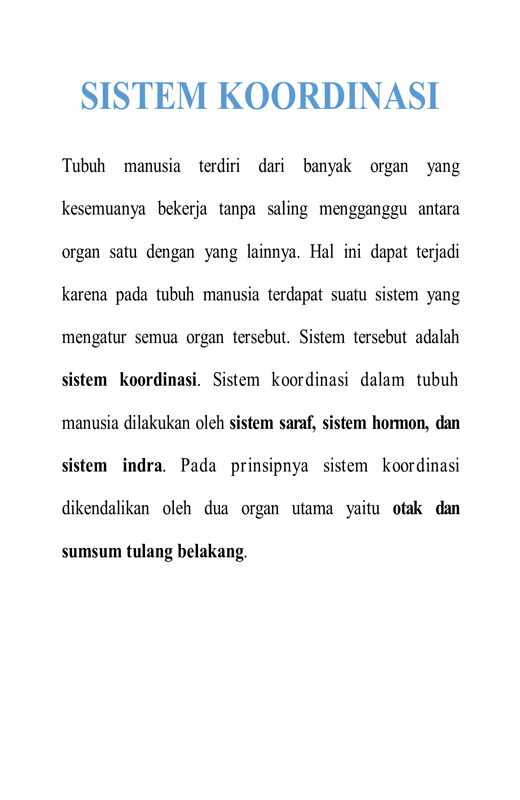 SISTEM KOORDINASI
Tubuh manusia terdiri dari banyak organ yang
kesemuanya bekerja tanpa saling mengganggu antara
organ satu dengan yang lainnya. Hal ini dapat terjadi
karena pada tubuh manusia terdapat suatu sistem yang
mengatur semua organ tersebut. Sistem tersebut adalah
sistem koordinasi. Sistem koordinasi dalam tubuh
manusia dilakukan oleh sistem saraf, sistem hormon, dan
sistem indra. Pada prinsipnya sistem koordinasi
dikendalikan oleh dua organ utama yaitu otak dan
sumsum tulang belakang.